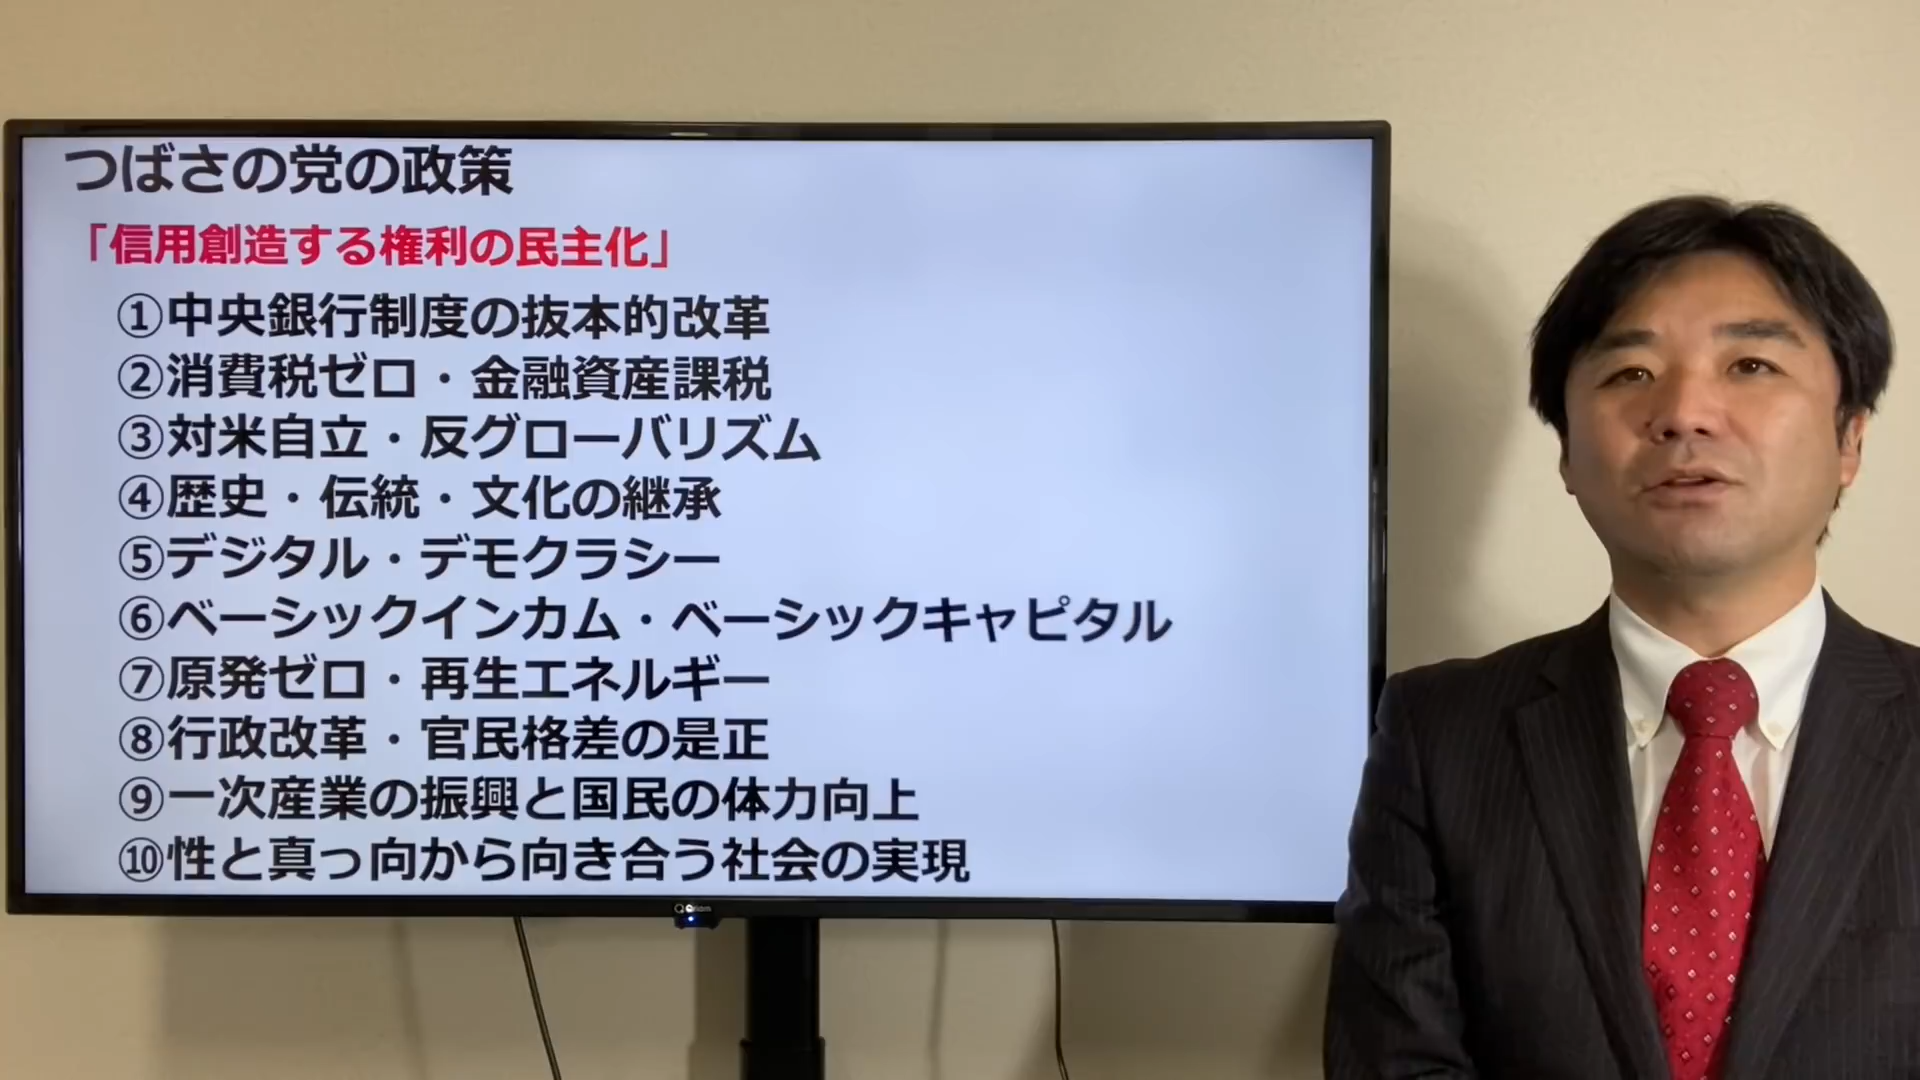 つばさの党の政策
「信用創造する権利の民主化」
①中央銀行制度の抜本的改革
②消費税ゼロ・金融資産課税
③対米自立・反グローバリズム
④歴史・伝統・文化の継承
⑤デジタル・デモクラシー
⑥ベーシックインカム・ベーシックキャピタル
⑦原発ゼロ・再生エネルギー
⑧行政改革・官民格差の是正
⑨一次産業の振興と国民の体力向上
⑩性と真っ向から向き合う社会の実現